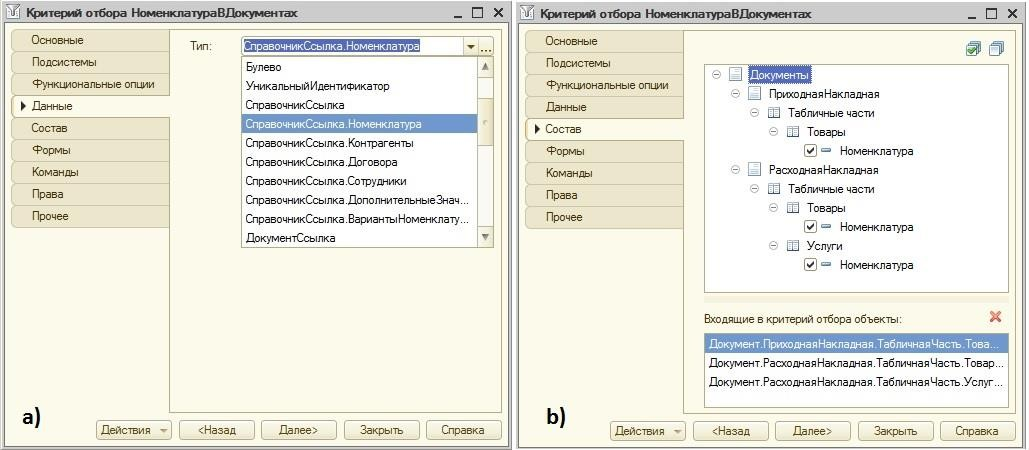 Критерий отбора НоменклатураВДокументах
Основные
Подсистемы
Функциональные опции
Данные
Состав
Формы
Команды
Права
Прочее
Тип: СправочникСсылка.Номенклатура
Булево
УникальныйИдентификатор
СправочникСсылка
СправочникСсылка.Номенклатура
СправочникСсылка.Контрагенты
СправочникСсылка.Договора
СправочникСсылка.Сотрудники
СправочникСсылка.ДополнительныеЗнач...
СправочникСсылка.ВариантыНоменклату...
ДокументСсылка
a)
Действия <Назад Далее> Закрыть Справка
Критерий отбора НоменклатураВДокументах
Основные
Подсистемы
Функциональные опции
Данные
Состав
Формы
Команды
Права
Прочее
Документы
ПриходнаяНакладная
Табличные части
Товары
Номенклатура
РасходнаяНакладная
Табличные части
Товары
Номенклатура
Услуги
Номенклатура
Входящие в критерий отбора объекты:
Документ.ПриходнаяНакладная.ТабличнаяЧасть.Това...
Документ.РасходнаяНакладная.ТабличнаяЧасть.Товар...
Документ.РасходнаяНакладная.ТабличнаяЧасть.Услуг...
b)
Действия <Назад Далее> Закрыть Справка